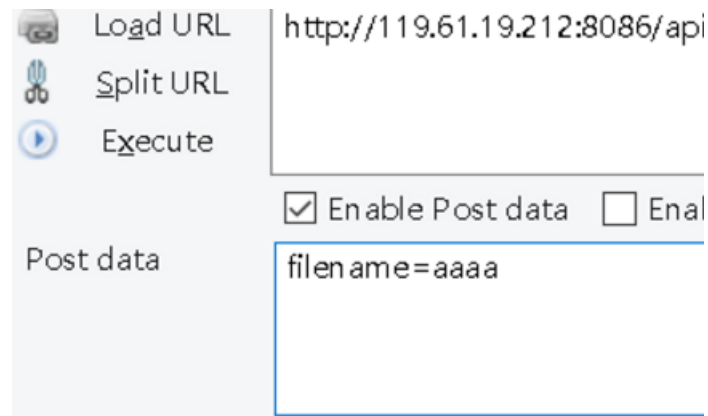 Load URL
http://119.61.19.212:8086/api
Split URL
Execute
Enable Post data
Post data
filename=aaaa